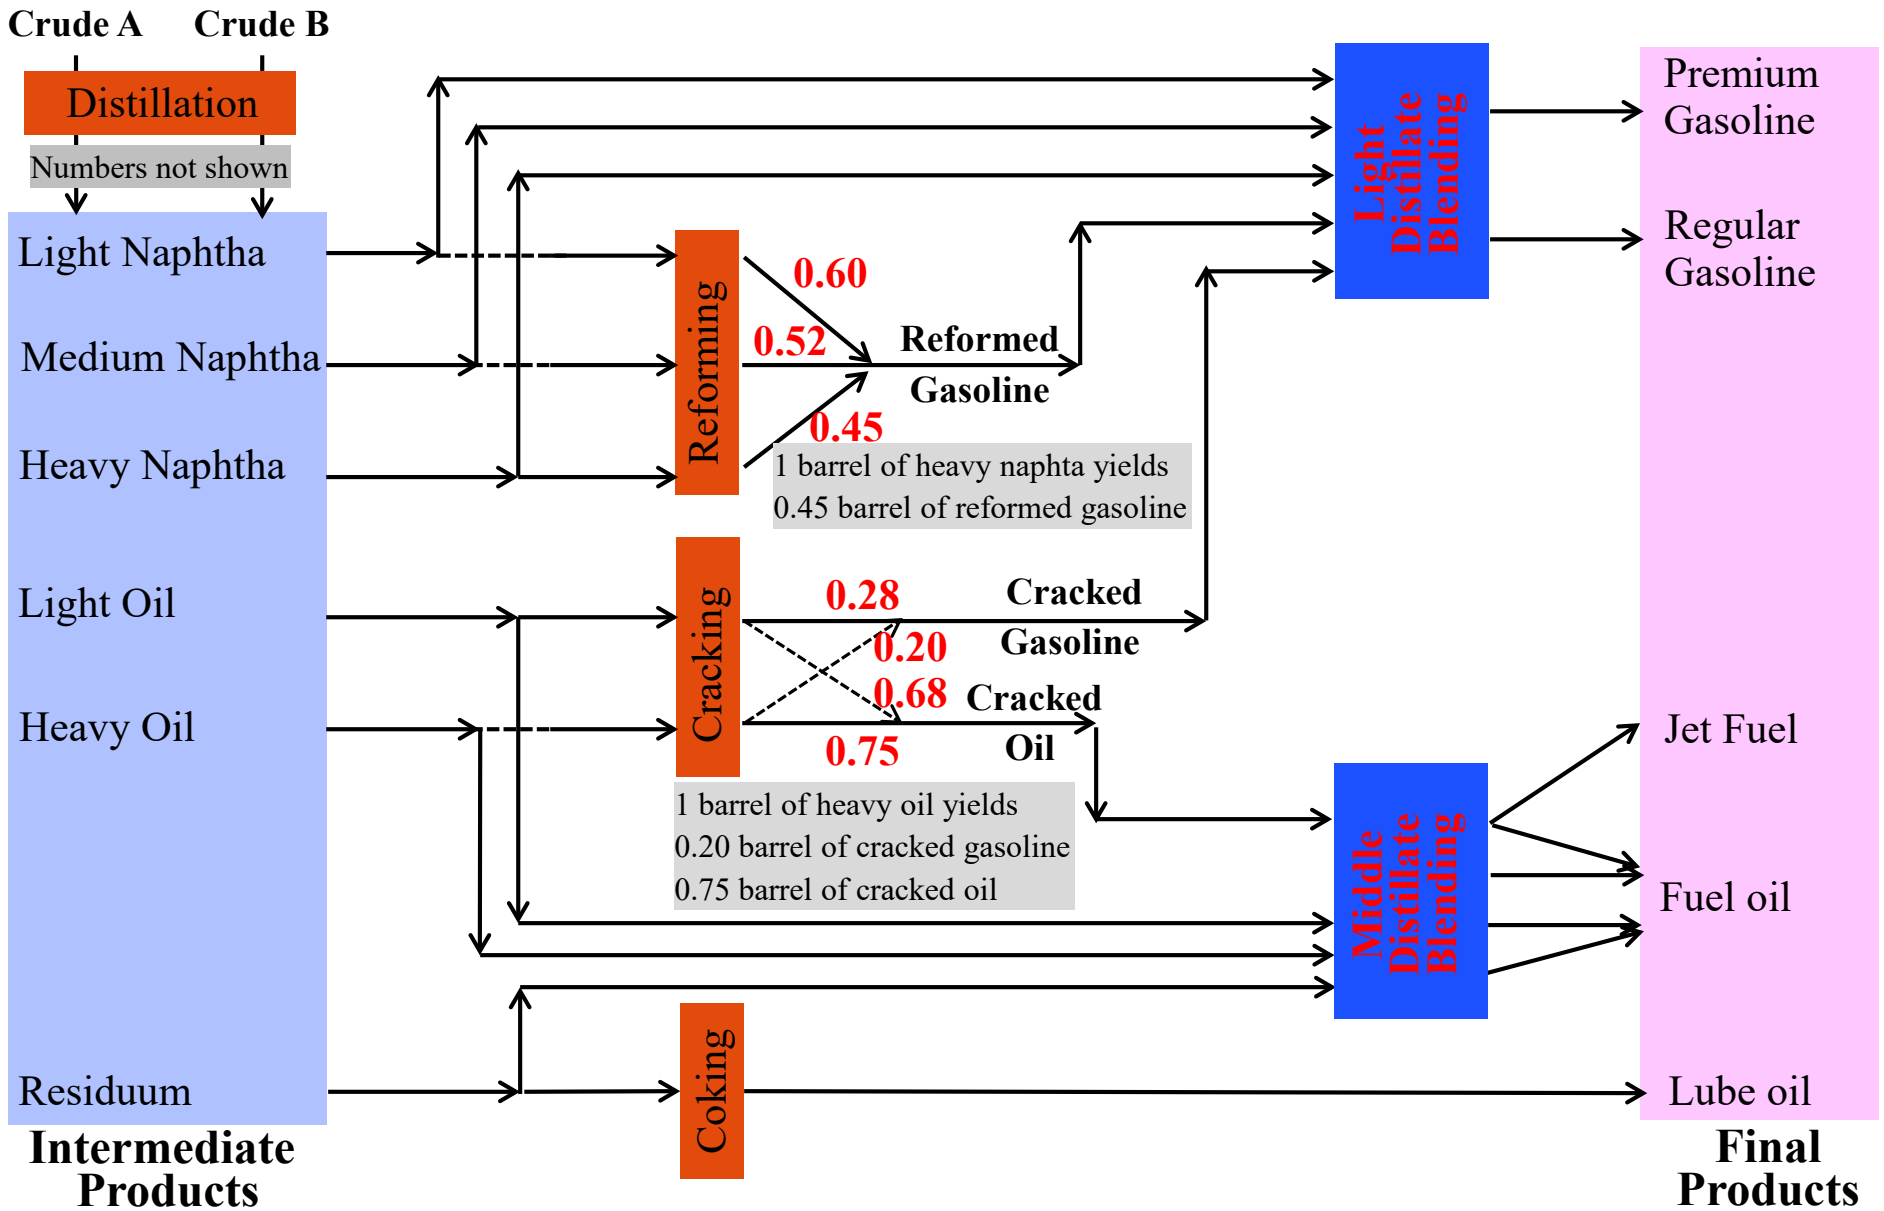 Crude A
Crude B
Distillation
Numbers not shown
Light Naphtha
Medium Naphtha
Heavy Naphtha
Light Oil
Heavy Oil
Residuum
Intermediate
Products
Reforming
0.60
0.52
0.45
Reformed
Gasoline
1 barrel of heavy naphta yields
0.45 barrel of reformed gasoline
Cracking
0.28
0.20
0.68
0.75
Cracked
Gasoline
Cracked
Oil
1 barrel of heavy oil yields
0.20 barrel of cracked gasoline
0.75 barrel of cracked oil
Coking
Light
Distillate
Blending
Middle
Distillate
Blending
Premium
Gasoline
Regular
Gasoline
Jet Fuel
Fuel oil
Lube oil
Final
Products